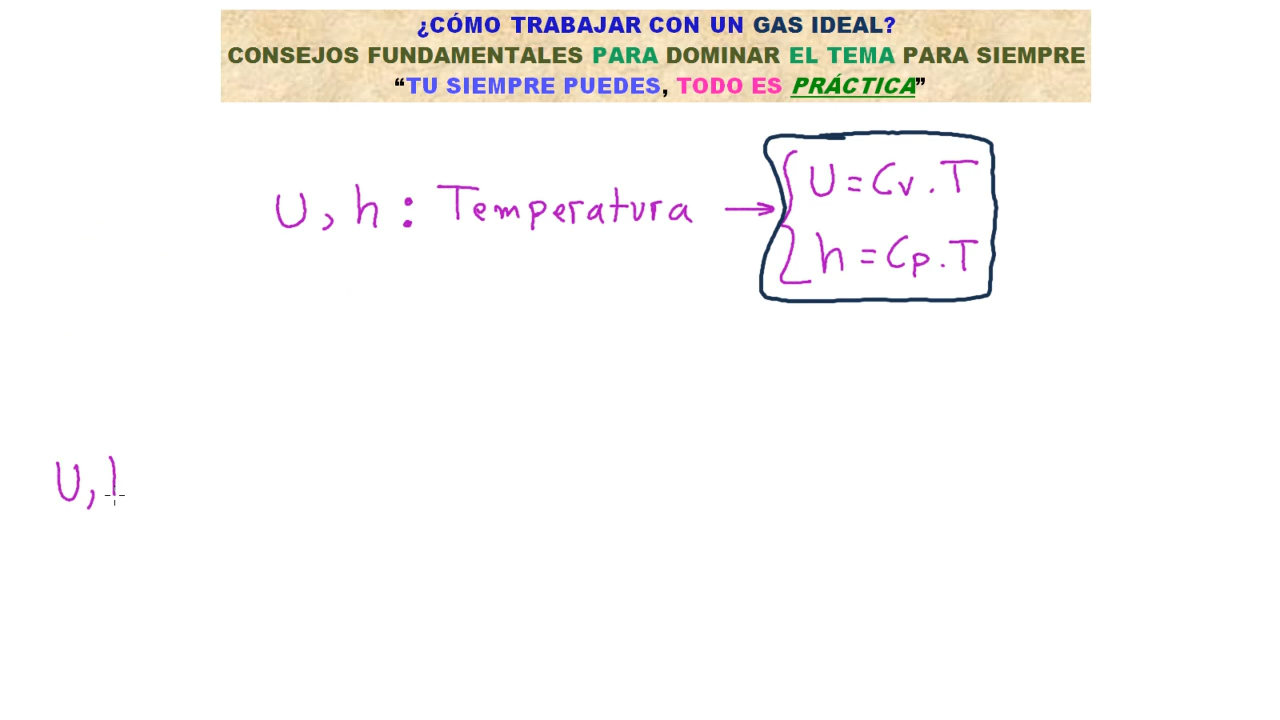 ¿CÓMO TRABAJAR CON UN GAS IDEAL?
CONSEJOS FUNDAMENTALES PARA DOMINAR EL TEMA PARA SIEMPRE
“TU SIEMPRE PUEDES, TODO ES PRÁCTICA”
U, h : Temperatura → { U = Cv . T
h = Cp . T
U, l